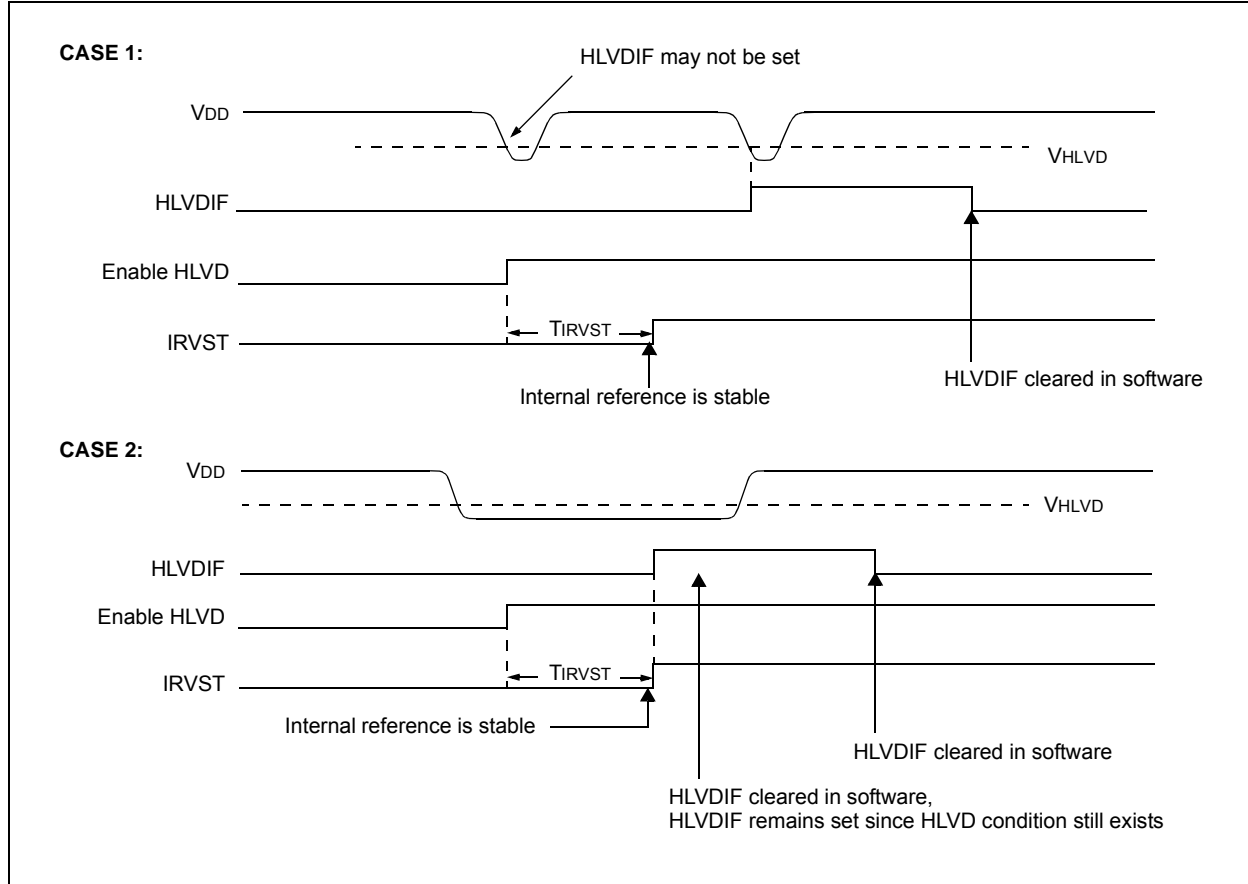 CASE 1:
HLVDIF may not be set
VDD
VHLVD
HLVDIF
Enable HLVD
TIRVST
IRVST
HLVDIF cleared in software
Internal reference is stable
CASE 2:
VDD
VHLVD
HLVDIF
Enable HLVD
TIRVST
IRVST
Internal reference is stable
HLVDIF cleared in software
HLVDIF cleared in software,
HLVDIF remains set since HLVD condition still exists